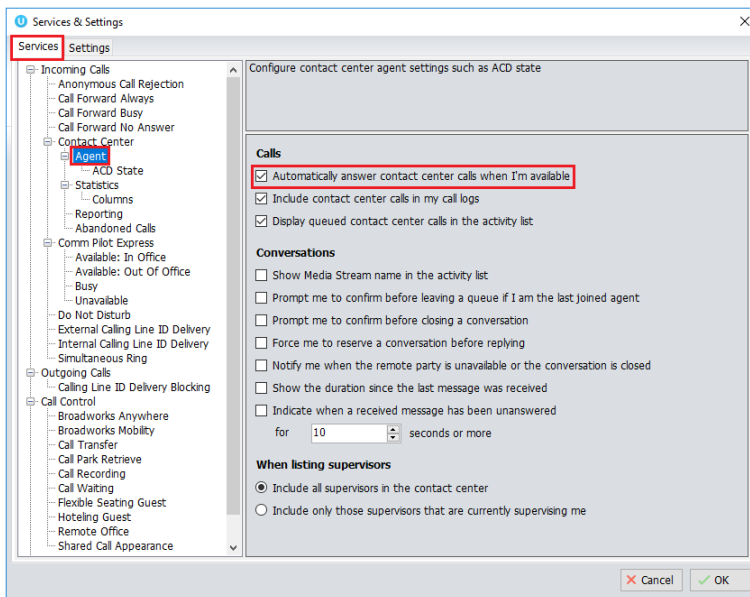 Services & Settings
Services Settings
Incoming Calls
Anonymous Call Rejection
Call Forward Always
Call Forward Busy
Call Forward No Answer
Contact Center
Agent
ACD State
Statistics
Columns
Reporting
Abandoned Calls
Comm Pilot Express
Available: In Office
Available: Out Of Office
Busy
Unavailable
Do Not Disturb
External Calling Line ID Delivery
Internal Calling Line ID Delivery
Simultaneous Ring
Outgoing Calls
Calling Line ID Delivery Blocking
Call Control
Broadworks Anywhere
Broadworks Mobility
Call Transfer
Call Park Retrieve
Call Recording
Call Waiting
Flexible Seating Guest
Hoteling Guest
Remote Office
Shared Call Appearance
Configure contact center agent settings such as ACD state
Calls
Automatically answer contact center calls when I'm available
Include contact center calls in my call logs
Display queued contact center calls in the activity list
Conversations
Show Media Stream name in the activity list
Prompt me to confirm before leaving a queue if I am the last joined agent
Prompt me to confirm before closing a conversation
Force me to reserve a conversation before replying
Notify me when the remote party is unavailable or the conversation is closed
Show the duration since the last message was received
Indicate when a received message has been unanswered
for 10 seconds or more
When listing supervisors
Include all supervisors in the contact center
Include only those supervisors that are currently supervising me
Cancel OK